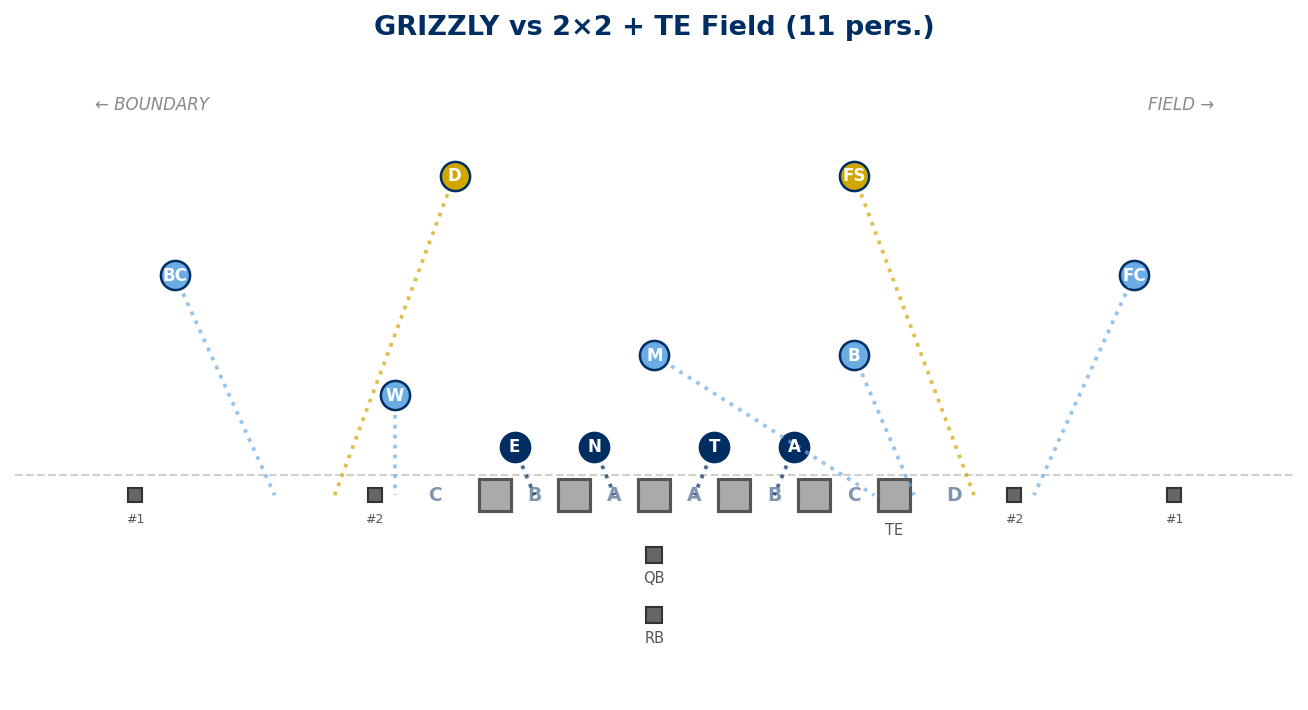 GRIZZLY vs 2×2 + TE Field (11 pers.)
← BOUNDARY
FIELD →
D
FS
BC
FC
M
B
W
E
N
T
A
C
B
A
A
B
C
D
#1
#2
TE
#2
#1
QB
RB